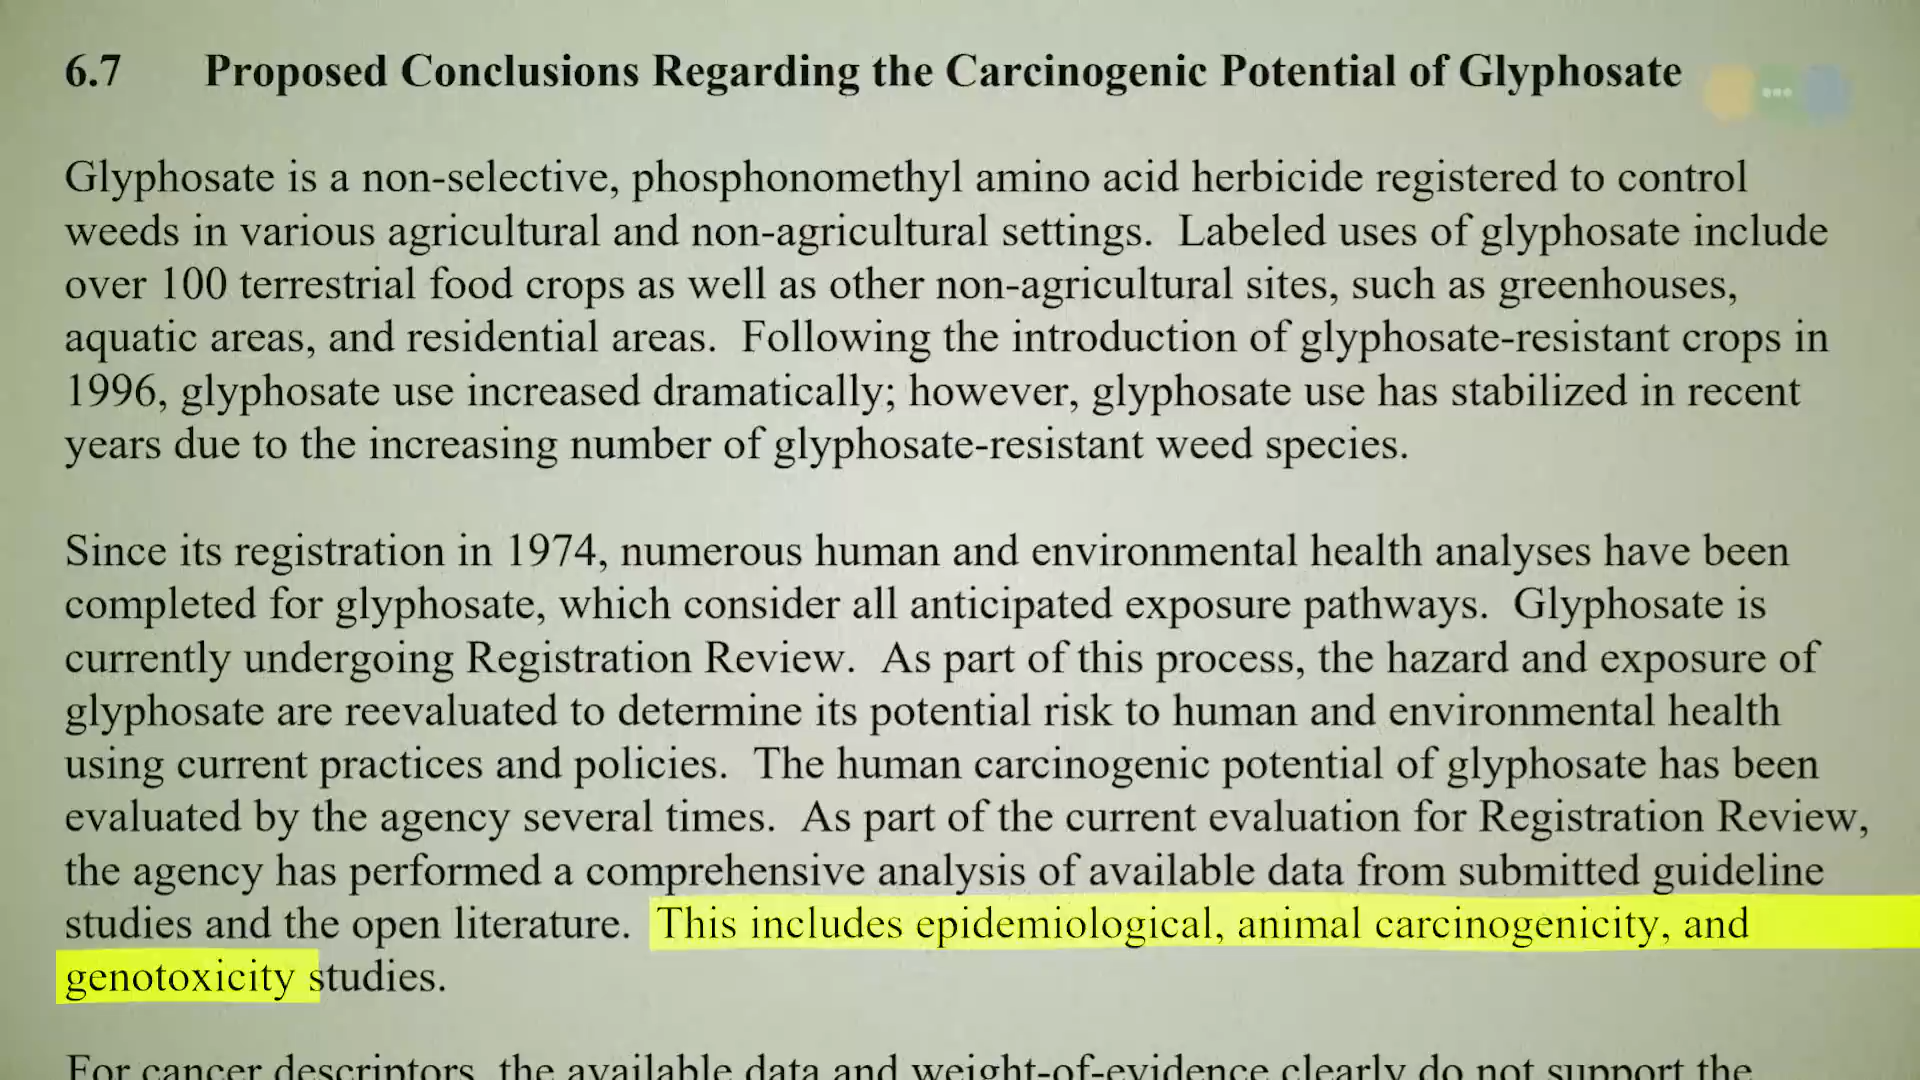 6.7 Proposed Conclusions Regarding the Carcinogenic Potential of Glyphosate
Glyphosate is a non-selective, phosphonomethyl amino acid herbicide registered to control
weeds in various agricultural and non-agricultural settings. Labeled uses of glyphosate include
over 100 terrestrial food crops as well as other non-agricultural sites, such as greenhouses,
aquatic areas, and residential areas. Following the introduction of glyphosate-resistant crops in
1996, glyphosate use increased dramatically; however, glyphosate use has stabilized in recent
years due to the increasing number of glyphosate-resistant weed species.
Since its registration in 1974, numerous human and environmental health analyses have been
completed for glyphosate, which consider all anticipated exposure pathways. Glyphosate is
currently undergoing Registration Review. As part of this process, the hazard and exposure of
glyphosate are reevaluated to determine its potential risk to human and environmental health
using current practices and policies. The human carcinogenic potential of glyphosate has been
evaluated by the agency several times. As part of the current evaluation for Registration Review,
the agency has performed a comprehensive analysis of available data from submitted guideline
studies and the open literature. This includes epidemiological, animal carcinogenicity, and
genotoxicity studies.
For cancer descriptors, the available data and weight-of-evidence clearly do not support the